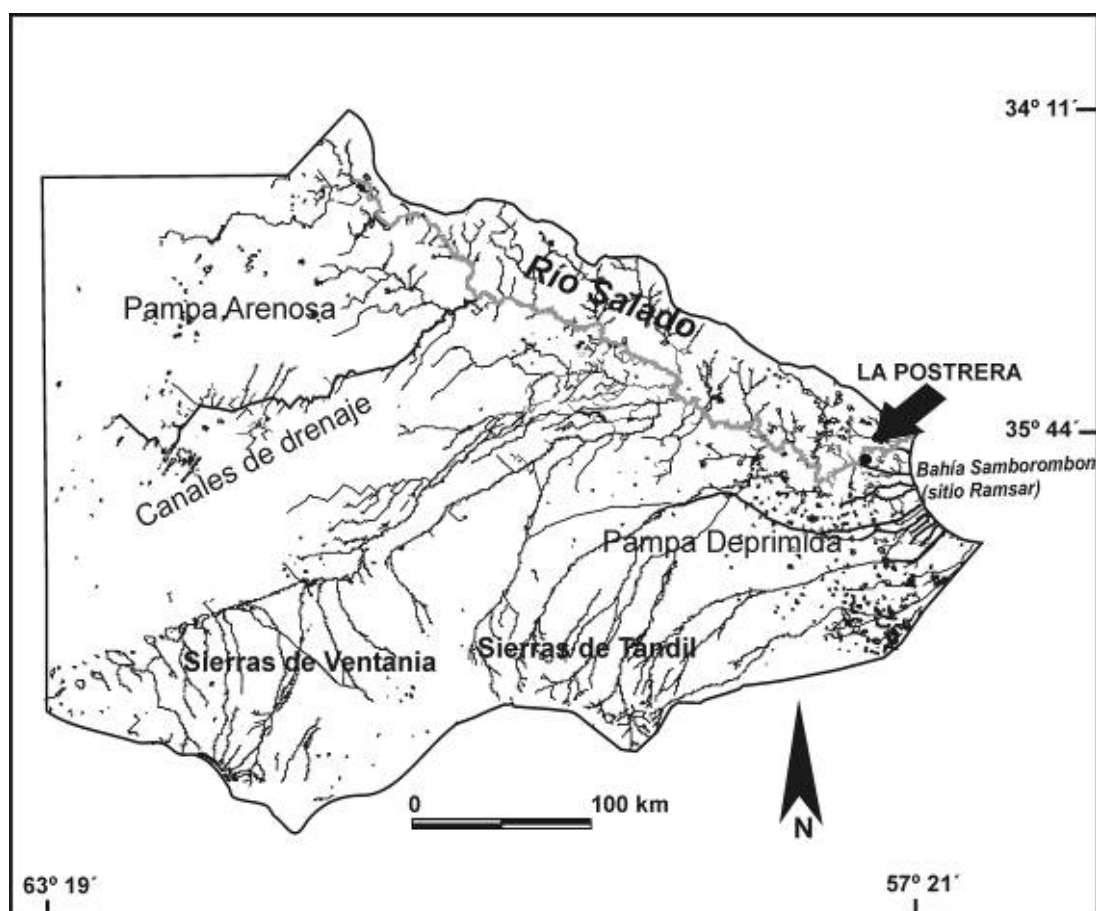 34º 11´
Río Salado
Pampa Arenosa
LA POSTRERA
35º 44´
Canales de drenaje
Bahía Samborombon
(sitio Ramsar)
Pampa Deprimida
Sierras de Ventania
Sierras de Tandil
0 100 km
N
63º 19´
57º 21´